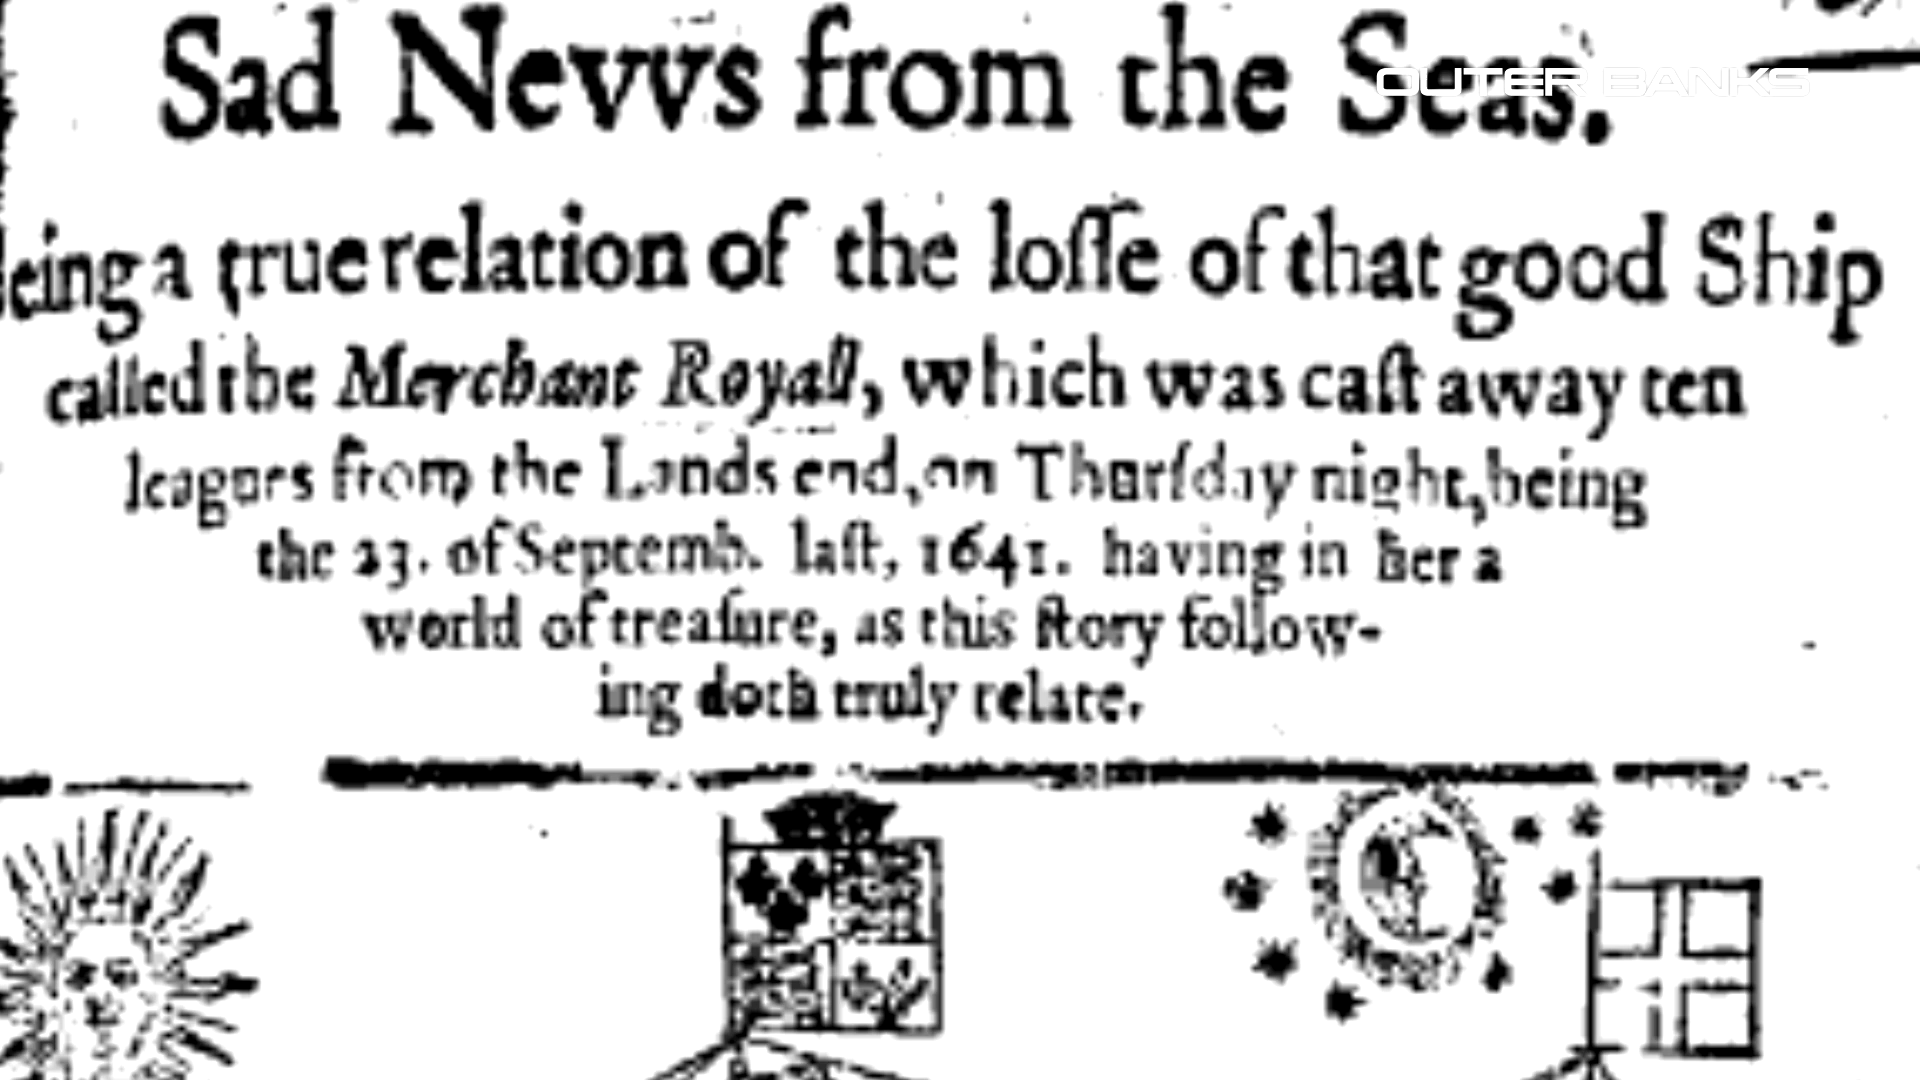 Sad Nevvs from the Seas.
OUTER BANKS
eing a true relation of the losſe of that good Ship
called the Merchant Royall, which was caſt away ten
leagues from the Lands end, on Thurſday night, being
the 23. of Septemb. laſt, 1641. having in her a
world of treaſure, as this ſtory follow-
ing doth truly relate.